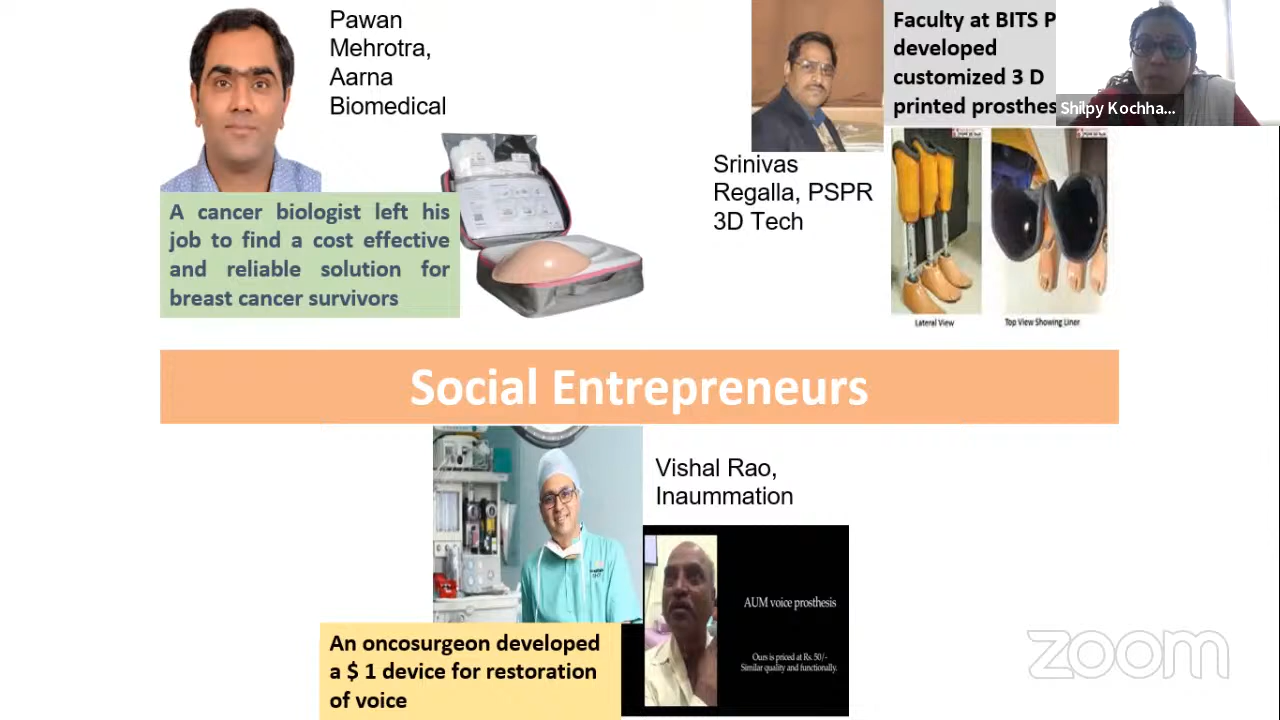 Pawan
Mehrotra,
Aarna
Biomedical
A cancer biologist left his
job to find a cost effective
and reliable solution for
breast cancer survivors
Srinivas
Regalla, PSPR
3D Tech
Faculty at BITS P
developed
customized 3 D
printed prosthes
Shilpy Kochha...
Lateral View
Top View Showing Liner
Social Entrepreneurs
Vishal Rao,
Inaummation
An oncosurgeon developed
a $ 1 device for restoration
of voice
AUM voice prosthesis
Ours is priced at Rs. 50/-
Similar quality and functionally.
zoom